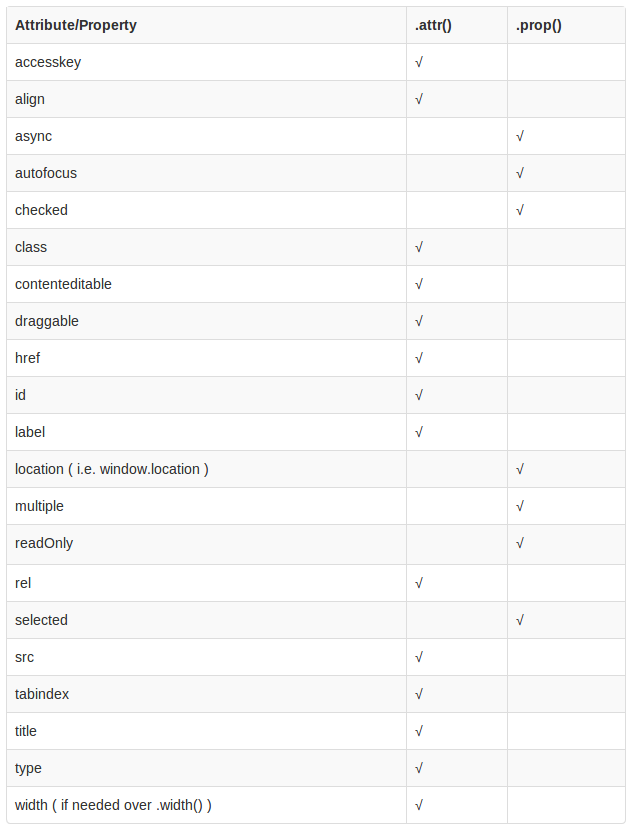 Attribute/Property .attr() .prop()
accesskey √
align √
async √
autofocus √
checked √
class √
contenteditable √
draggable √
href √
id √
label √
location ( i.e. window.location ) √
multiple √
readOnly √
rel √
selected √
src √
tabindex √
title √
type √
width ( if needed over .width() ) √